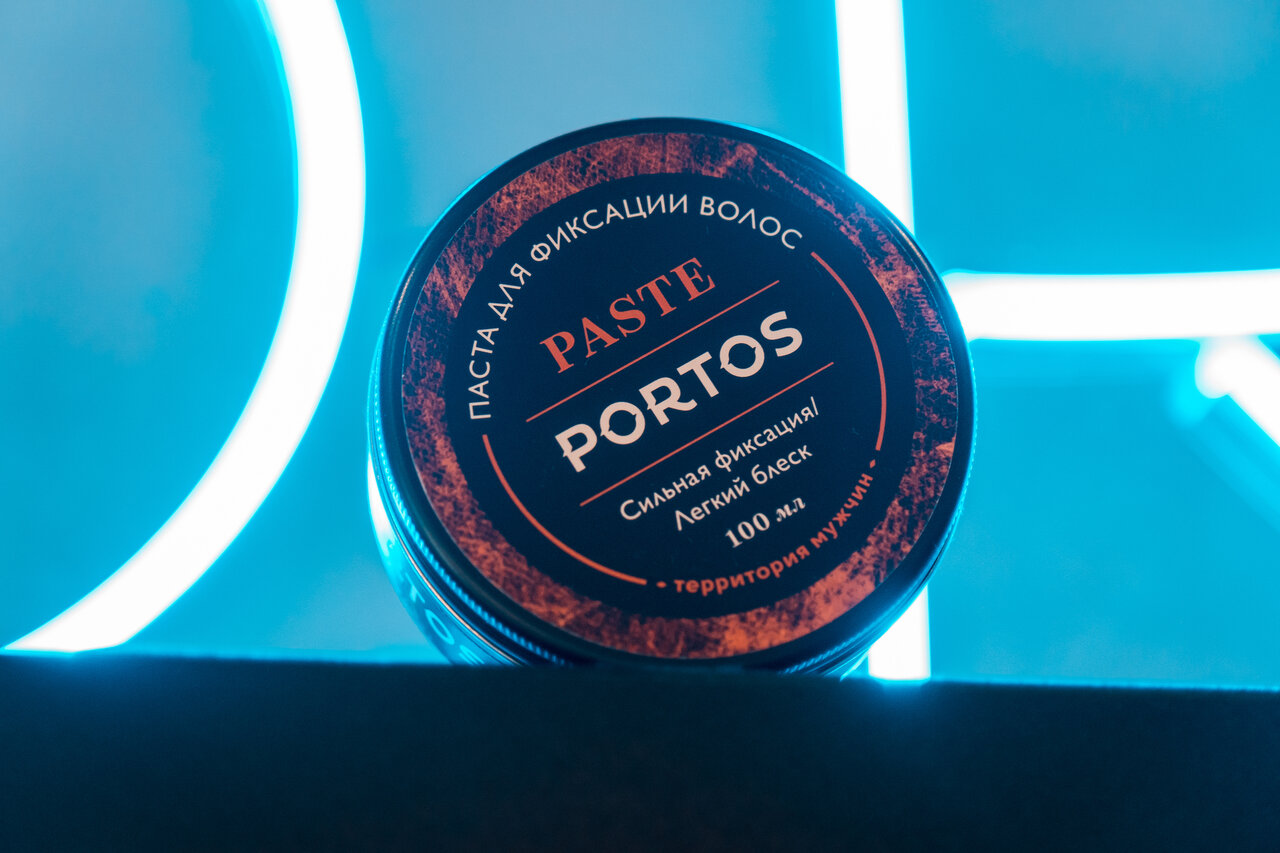 ПАСТА ДЛЯ ФИКСАЦИИ ВОЛОС
PASTE
PORTOS
Сильная фиксация/
Легкий блеск
100 мл
• территория мужчин •